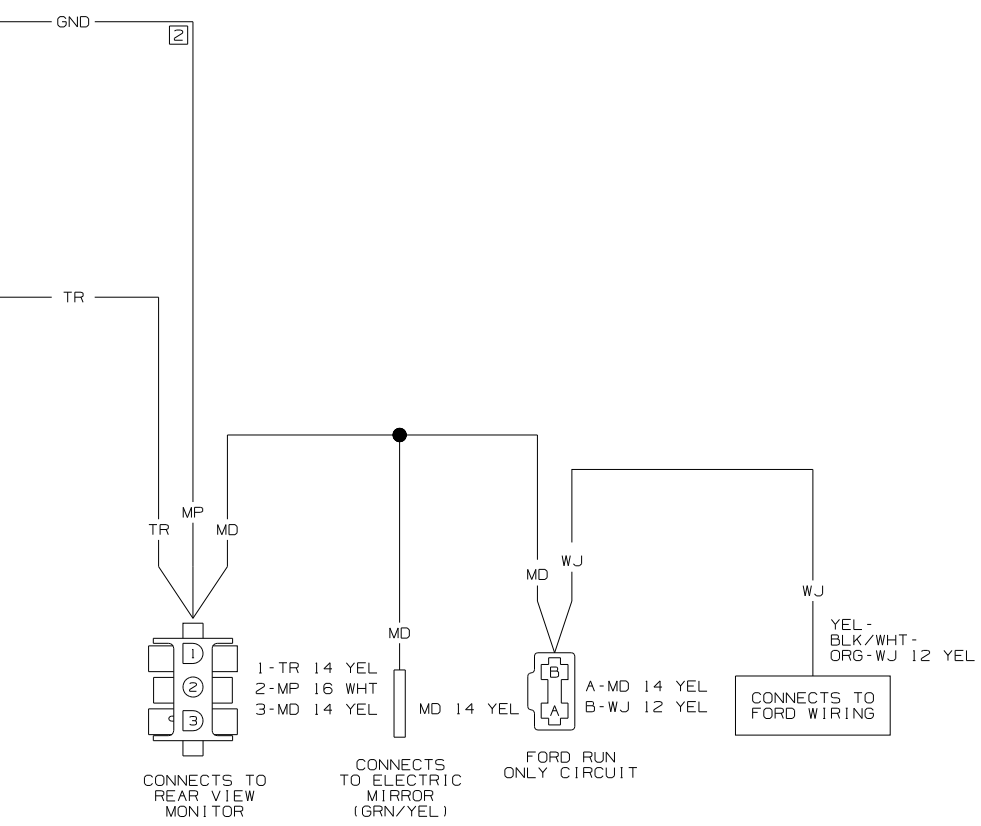 GND
2
TR
MP
TR
MD
MD
WJ
WJ
MD
YEL-
BLK/WHT-
ORG-WJ 12 YEL
1
2
3
1-TR 14 YEL
2-MP 16 WHT
3-MD 14 YEL
MD 14 YEL
B
A
A-MD 14 YEL
B-WJ 12 YEL
CONNECTS TO
FORD WIRING
CONNECTS TO
REAR VIEW
MONITOR
CONNECTS
TO ELECTRIC
MIRROR
(GRN/YEL)
FORD RUN
ONLY CIRCUIT